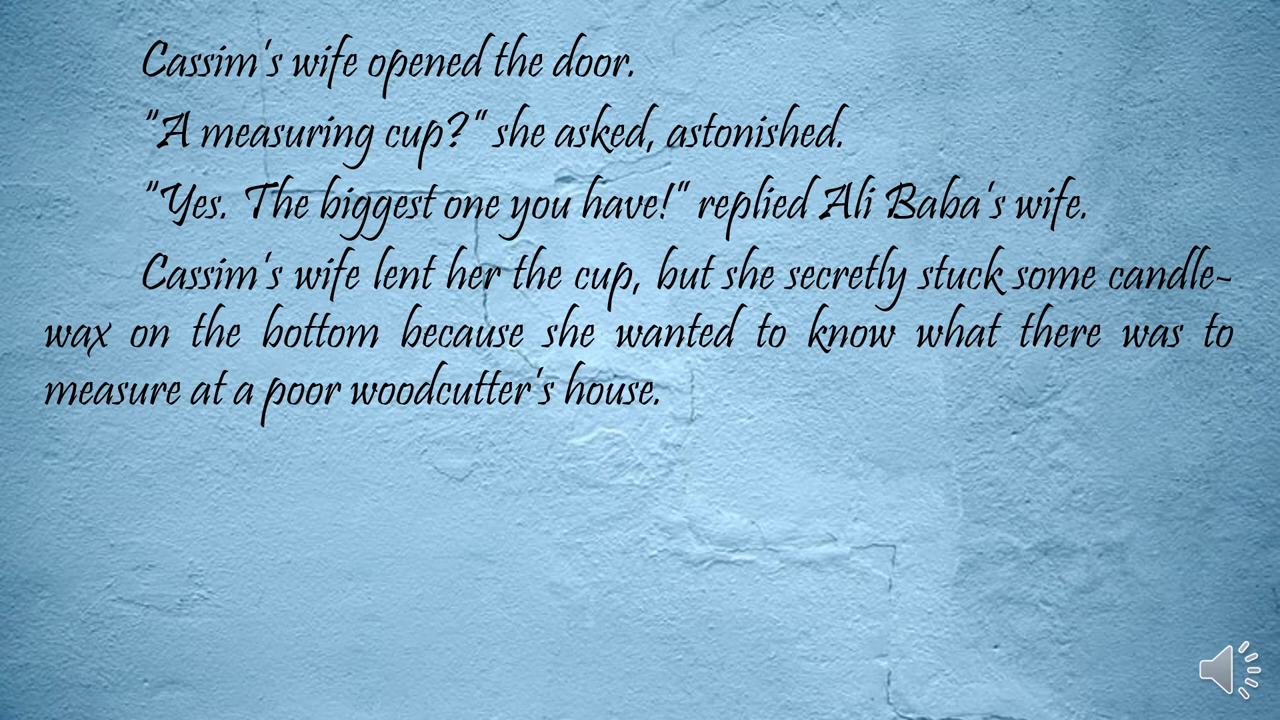 Cassim's wife opened the door.
"A measuring cup?" she asked, astonished.
"Yes. The biggest one you have!" replied Ali Baba's wife.
Cassim's wife lent her the cup, but she secretly stuck some candle-
wax on the bottom because she wanted to know what there was to
measure at a poor woodcutter's house.